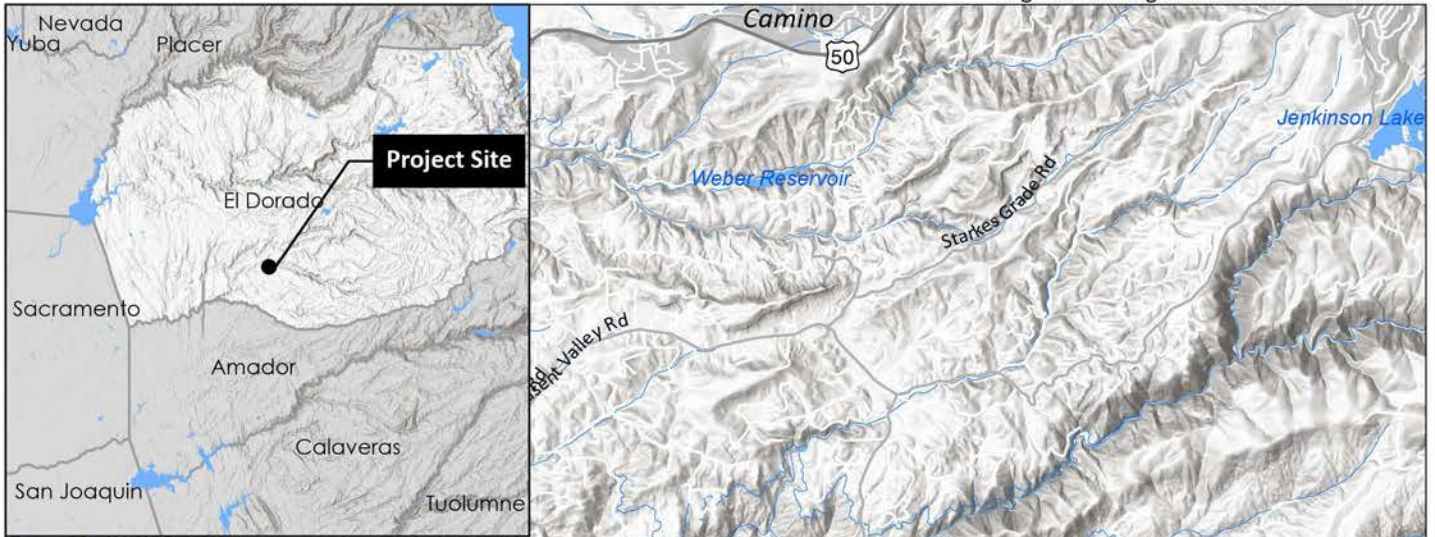 Nevada
Yuba
Placer
Project Site
El Dorado
Sacramento
Amador
Calaveras
San Joaquin
Tuolumne
Camino
50
Jenkinson Lake
Weber Reservoir
Starkes Grade Rd
Valley Rd
Rd